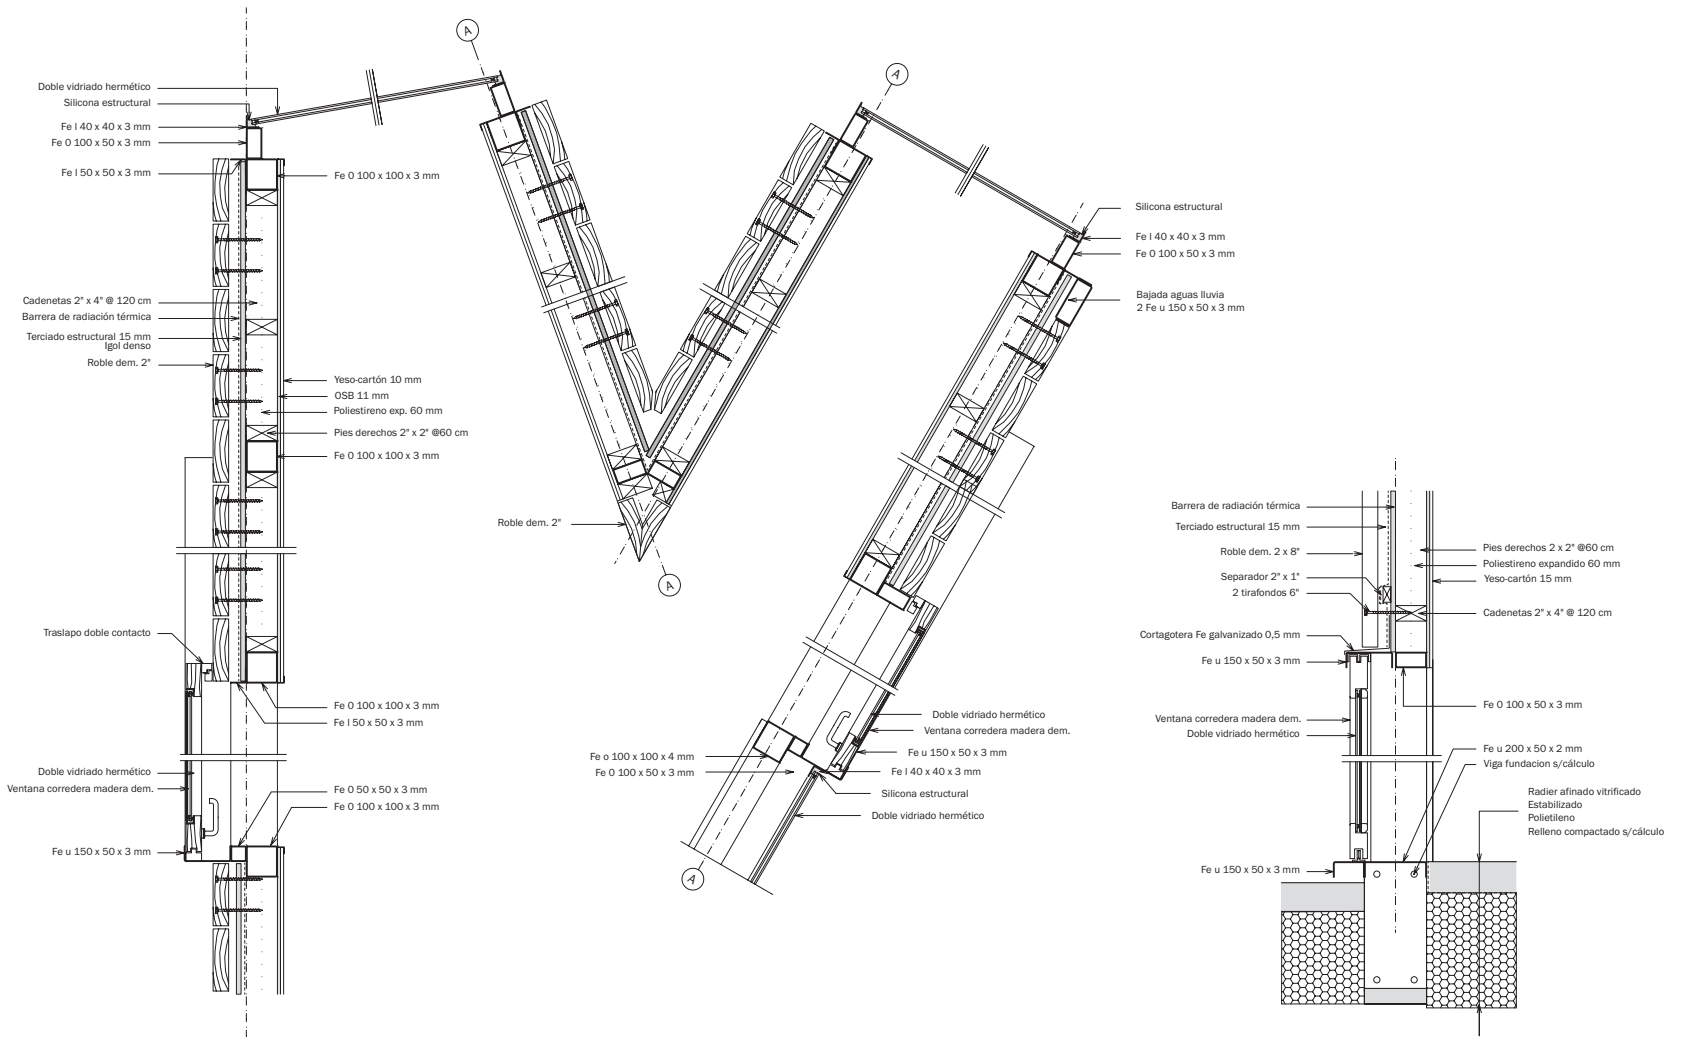 A
A
Doble vidriado hermético
Silicona estructural
Fe l 40 x 40 x 3 mm
Fe 0 100 x 50 x 3 mm
Fe l 50 x 50 x 3 mm
Fe 0 100 x 100 x 3 mm
Cadenetas 2" x 4" @ 120 cm
Barrera de radiación térmica
Terciado estructural 15 mm
Igol denso
Roble dem. 2"
Yeso-cartón 10 mm
OSB 11 mm
Poliestireno exp. 60 mm
Pies derechos 2" x 2" @60 cm
Fe 0 100 x 100 x 3 mm
Traslapo doble contacto
Fe 0 100 x 100 x 3 mm
Fe l 50 x 50 x 3 mm
Doble vidriado hermético
Ventana corredera madera dem.
Fe 0 50 x 50 x 3 mm
Fe 0 100 x 100 x 3 mm
Fe u 150 x 50 x 3 mm
Roble dem. 2"
A
Silicona estructural
Fe l 40 x 40 x 3 mm
Fe 0 100 x 50 x 3 mm
Bajada aguas lluvia
2 Fe u 150 x 50 x 3 mm
Doble vidriado hermético
Ventana corredera madera dem.
Fe u 150 x 50 x 3 mm
Fe o 100 x 100 x 4 mm
Fe 0 100 x 50 x 3 mm
Fe l 40 x 40 x 3 mm
Silicona estructural
Doble vidriado hermético
A
Barrera de radiación térmica
Terciado estructural 15 mm
Roble dem. 2 x 8"
Separador 2" x 1"
2 tirafondos 6"
Cortagotera Fe galvanizado 0,5 mm
Fe u 150 x 50 x 3 mm
Pies derechos 2 x 2" @60 cm
Poliestireno expandido 60 mm
Yeso-cartón 15 mm
Cadenetas 2" x 4" @ 120 cm
Fe 0 100 x 50 x 3 mm
Ventana corredera madera dem.
Doble vidriado hermético
Fe u 200 x 50 x 2 mm
Viga fundacion s/cálculo
Radier afinado vitrificado
Estabilizado
Polietileno
Relleno compactado s/cálculo
Fe u 150 x 50 x 3 mm